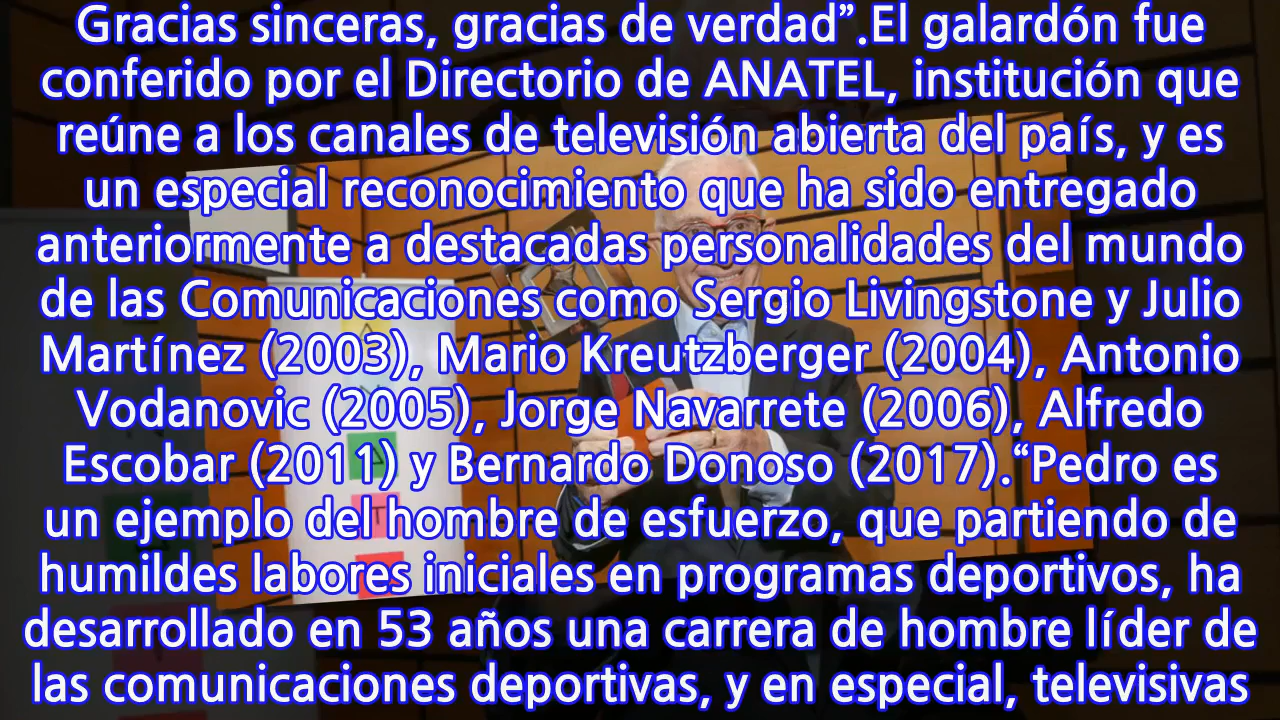 Gracias sinceras, gracias de verdad”.El galardón fue
conferido por el Directorio de ANATEL, institución que
reúne a los canales de televisión abierta del país, y es
un especial reconocimiento que ha sido entregado
anteriormente a destacadas personalidades del mundo
de las Comunicaciones como Sergio Livingstone y Julio
Martínez (2003), Mario Kreutzberger (2004), Antonio
Vodanovic (2005), Jorge Navarrete (2006), Alfredo
Escobar (2011) y Bernardo Donoso (2017).“Pedro es
un ejemplo del hombre de esfuerzo, que partiendo de
humildes labores iniciales en programas deportivos, ha
desarrollado en 53 años una carrera de hombre líder de
las comunicaciones deportivas, y en especial, televisivas